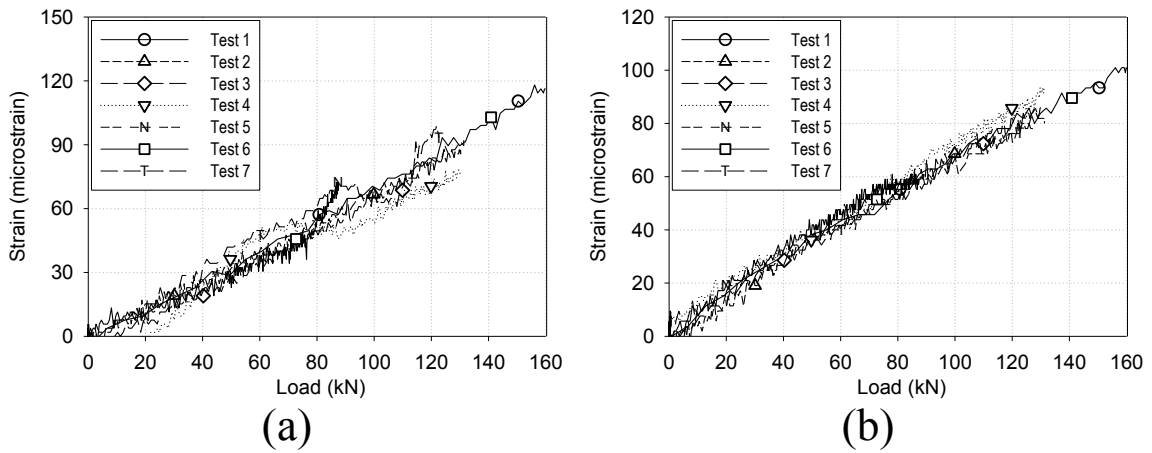 150
120
90
60
30
0
Strain (microstrain)
Test 1
Test 2
Test 3
Test 4
N Test 5
Test 6
T Test 7
N
T
0 20 40 60 80 100 120 140 160
Load (kN)
(a)
120
100
80
60
40
20
0
Strain (microstrain)
Test 1
Test 2
Test 3
Test 4
N Test 5
Test 6
T Test 7
T
0 20 40 60 80 100 120 140 160
Load (kN)
(b)